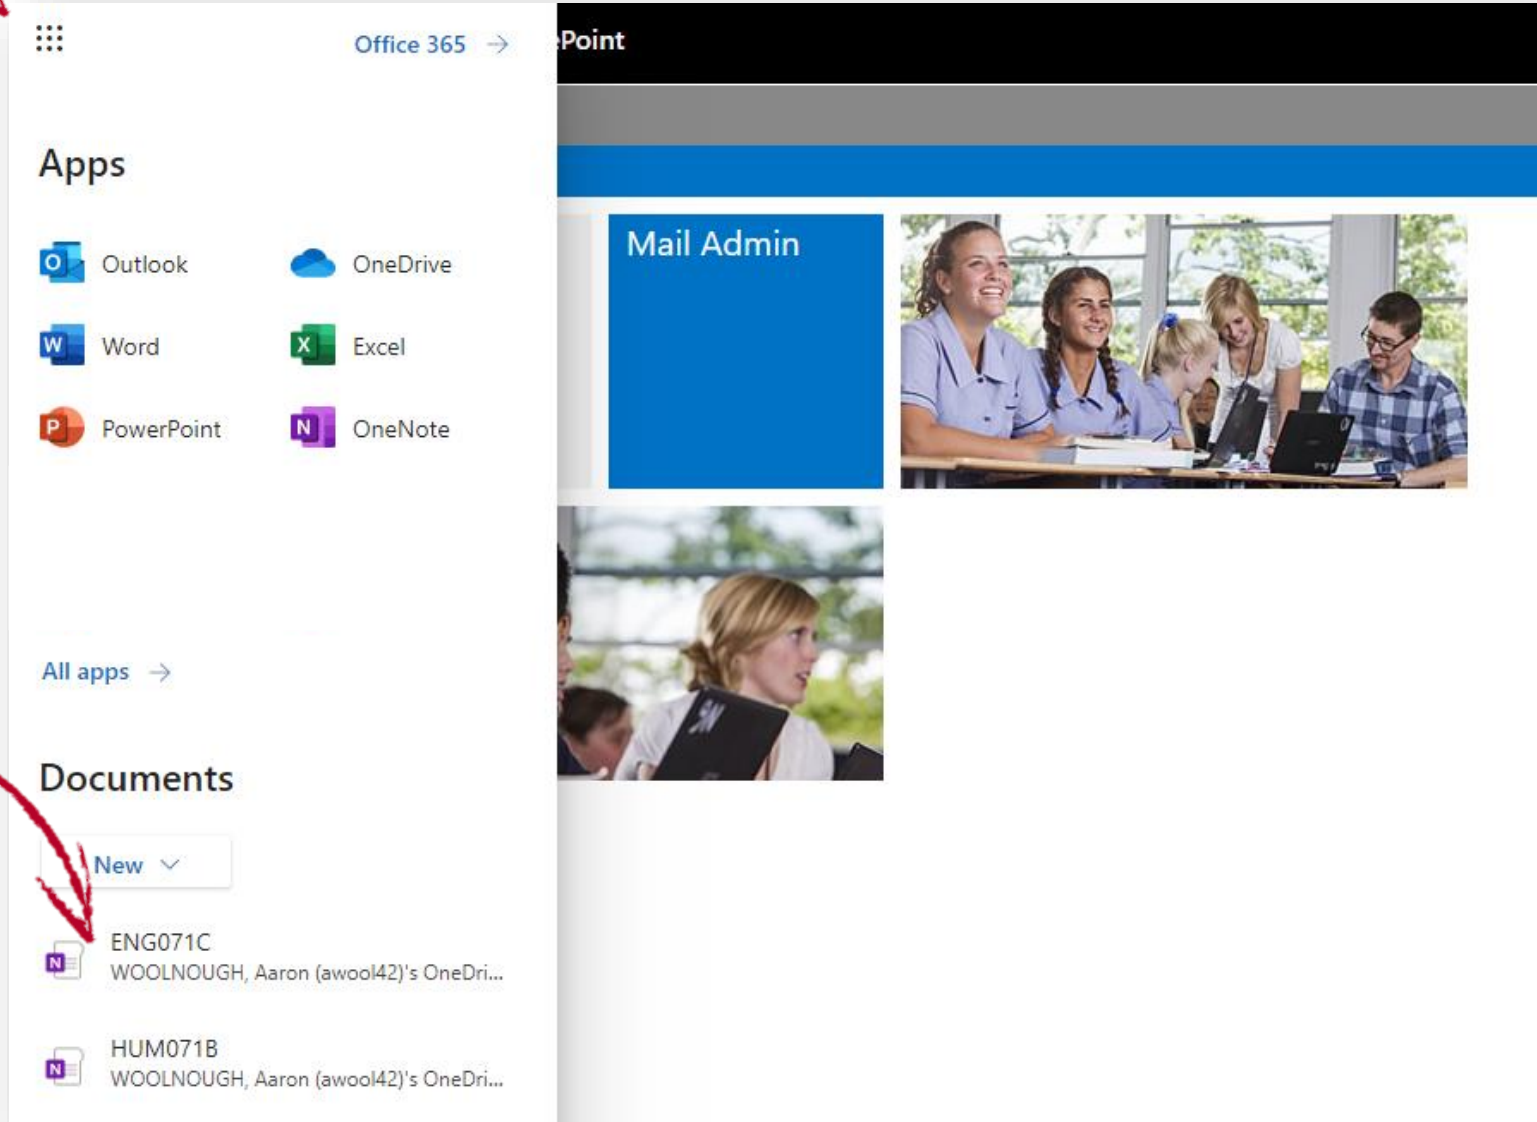 Office 365
Point
Apps
Outlook
OneDrive
Word
Excel
PowerPoint
OneNote
All apps
Documents
New
ENG071C
WOOLNOUGH, Aaron (awool42)'s OneDri...
HUM071B
WOOLNOUGH, Aaron (awool42)'s OneDri...
Mail Admin